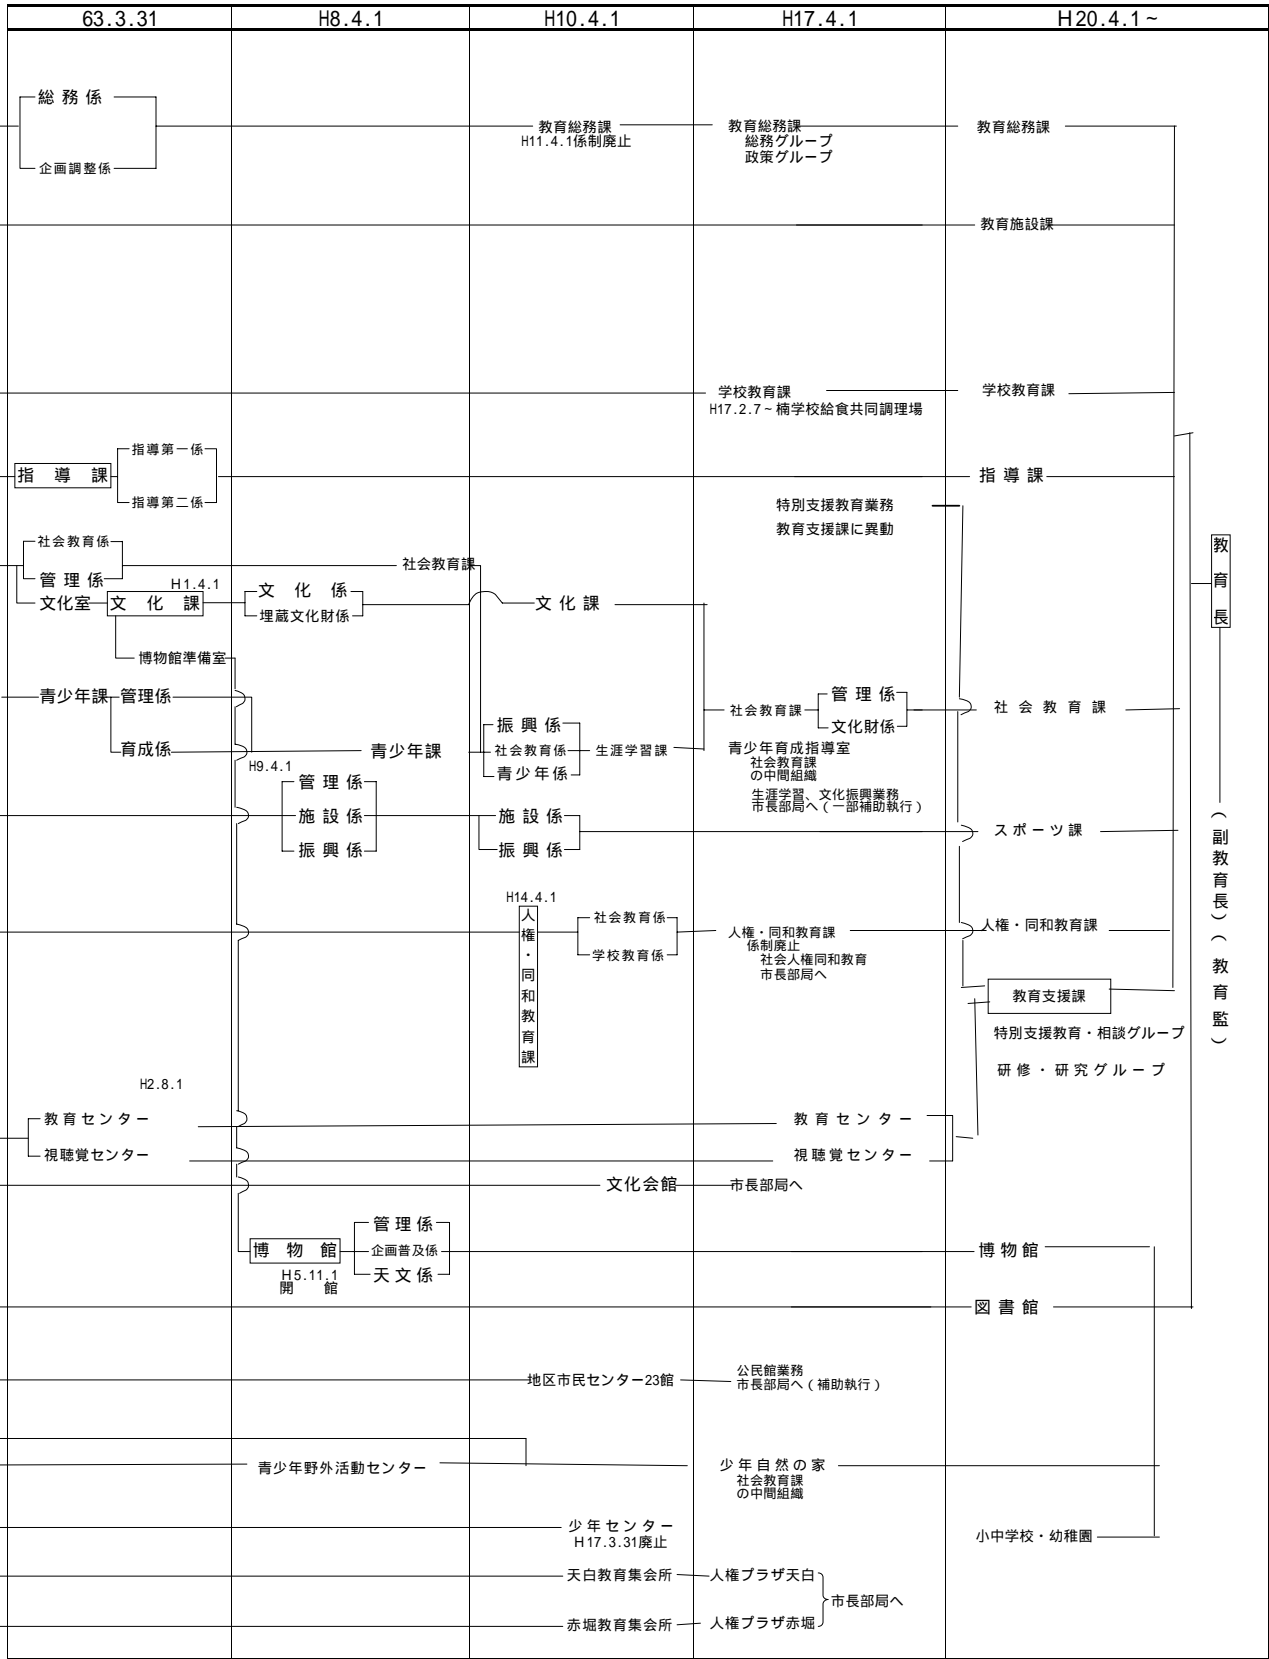 63.3.31
H8.4.1
H10.4.1
H17.4.1
H20.4.1~
総務係
企画調整係
教育総務課
H11.4.1係制廃止
教育総務課
総務グループ
政策グループ
教育総務課
教育施設課
学校教育課
H17.2.7~楠学校給食共同調理場
学校教育課
指導課
指導第一係
指導第二係
指導課
特別支援教育業務
教育支援課に異動
社会教育係
管理係
文化室
H1.4.1
文化課
文化係
埋蔵文化財係
社会教育課
文化課
博物館準備室
青少年課
管理係
育成係
H9.4.1
青少年課
振興係
社会教育係
青少年係
生涯学習課
社会教育課
管理係
文化財係
青少年育成指導室
社会教育課
の中間組織
生涯学習、文化振興業務
市長部局へ(一部補助執行)
社会教育課
管理係
施設係
振興係
施設係
振興係
スポーツ課
H14.4.1
人権・同和教育課
社会教育係
学校教育係
人権・同和教育課
係制廃止
社会人権同和教育
市長部局へ
人権・同和教育課
教育支援課
特別支援教育・相談グループ
研修・研究グループ
教育長
(副教育長)(教育監)
H2.8.1
教育センター
視聴覚センター
教育センター
視聴覚センター
文化会館
市長部局へ
博物館
H5.11.1
開館
管理係
企画普及係
天文係
博物館
図書館
地区市民センター23館
公民館業務
市長部局へ(補助執行)
青少年野外活動センター
少年自然の家
社会教育課
の中間組織
少年センター
H17.3.31廃止
小中学校・幼稚園
天白教育集会所
人権プラザ天白
市長部局へ
赤堀教育集会所
人権プラザ赤堀